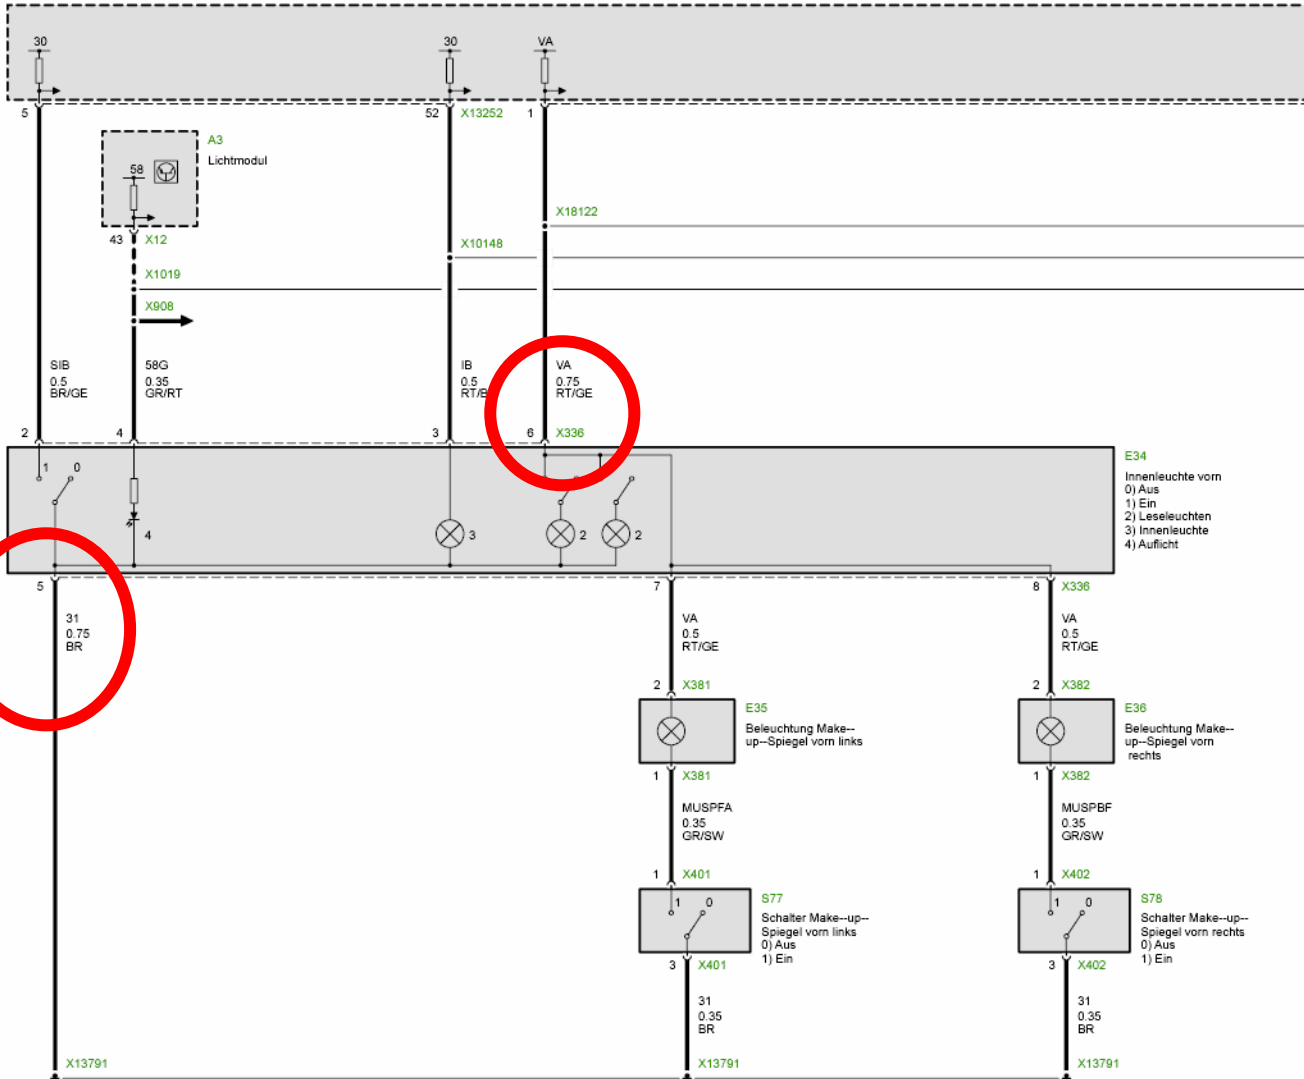 30
30
VA
5
52
X13252
1
A3
Lichtmodul
58
43
X12
X18122
X10148
X1019
X908
SIB
0.5
BR/GE
58G
0.35
GR/RT
IB
0.5
VA
0.75
RT/GE
2
4
3
6
X336
1
0
4
3
2
2
E34
Innenleuchte vorn
0) Aus
1) Ein
2) Leseleuchten
3) Innenleuchte
4) Auflicht
5
7
8
X336
31
0.75
BR
VA
0.5
RT/GE
VA
0.5
RT/GE
2
X381
2
X382
E35
Beleuchtung Make--
up--Spiegel vorn links
E36
Beleuchtung Make--
up--Spiegel vorn
rechts
1
X381
1
X382
MUSPFA
0.35
GR/SW
MUSPBF
0.35
GR/SW
1
X401
1
X402
1
0
S77
Schalter Make--up--
Spiegel vorn links
0) Aus
1) Ein
1
0
S78
Schalter Make--up--
Spiegel vorn rechts
0) Aus
1) Ein
3
X401
3
X402
31
0.35
BR
31
0.35
BR
X13791
X13791
X13791